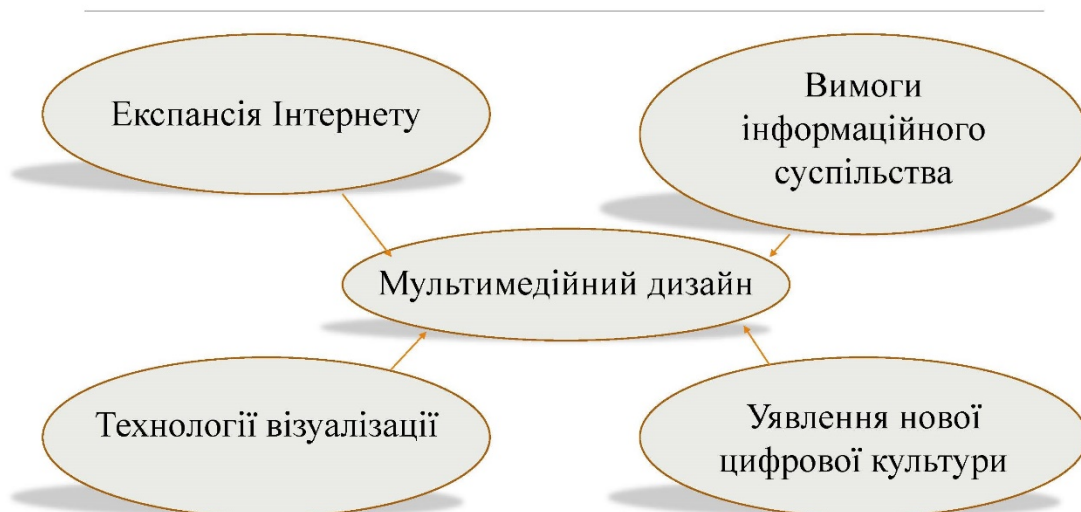 Експансія Інтернету
Вимоги
інформаційного
суспільства
Мультимедійний дизайн
Технології візуалізації
Уявлення нової
цифрової культури